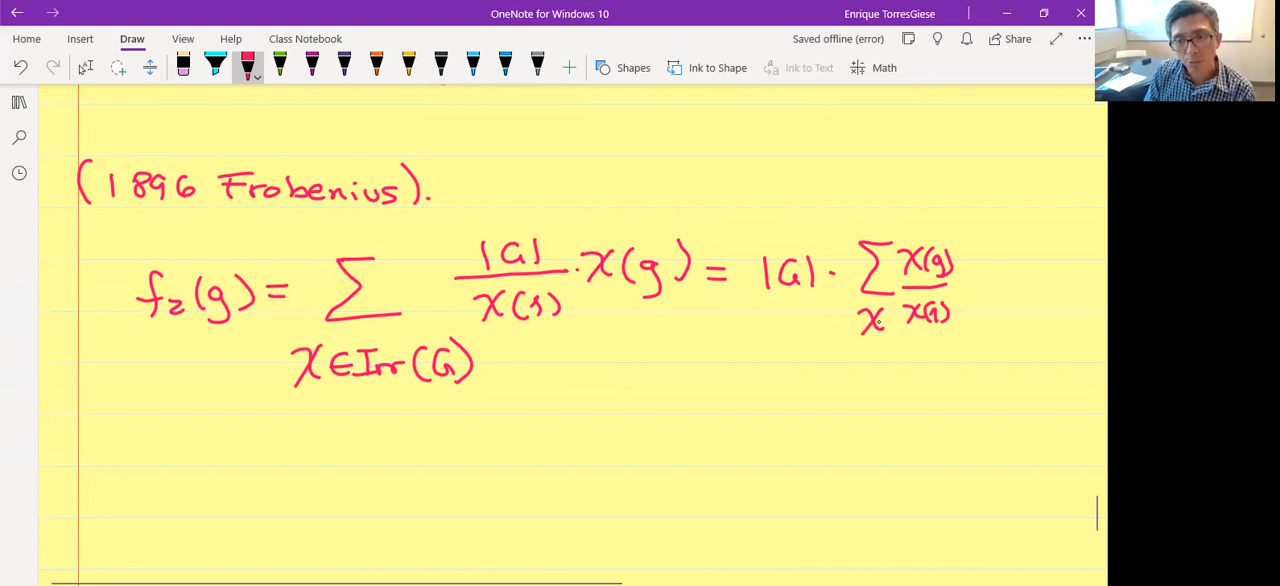 OneNote for Windows 10
Enrique TorresGiese
Home Insert Draw View Help Class Notebook
Saved offline (error) Share
Shapes Ink to Shape Ink to Text Math
(1896 Frobenius).
f₂(g) = ∑ |G| / χ(1) · χ(g) = |G| · ∑ χ(g) / χ(1)
χ∈Irr(G) χ